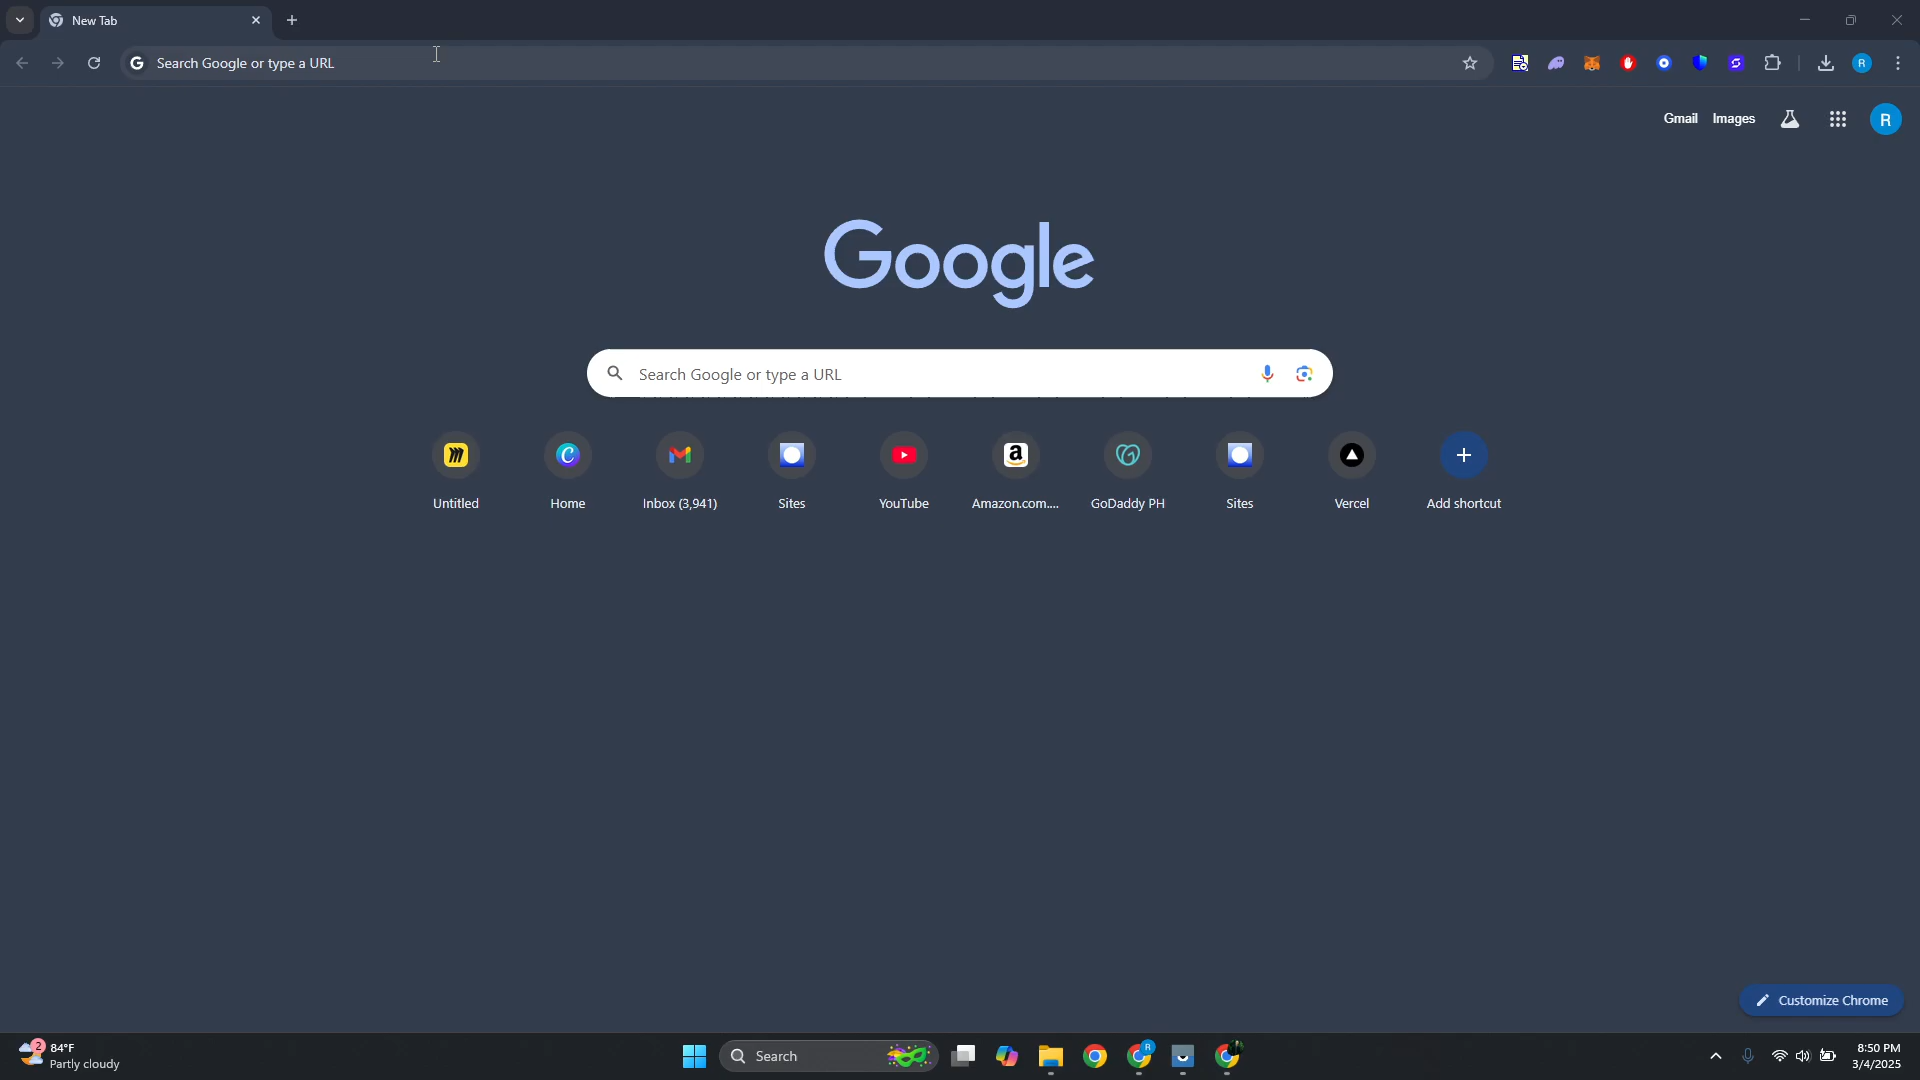 New Tab
Search Google or type a URL
R
Gmail Images
R
Google
Search Google or type a URL
Untitled Home Inbox (3,941) Sites YouTube Amazon.com.... GoDaddy PH Sites Vercel Add shortcut
Customize Chrome
2 84°F
Partly cloudy
Search
R
8:50 PM
3/4/2025